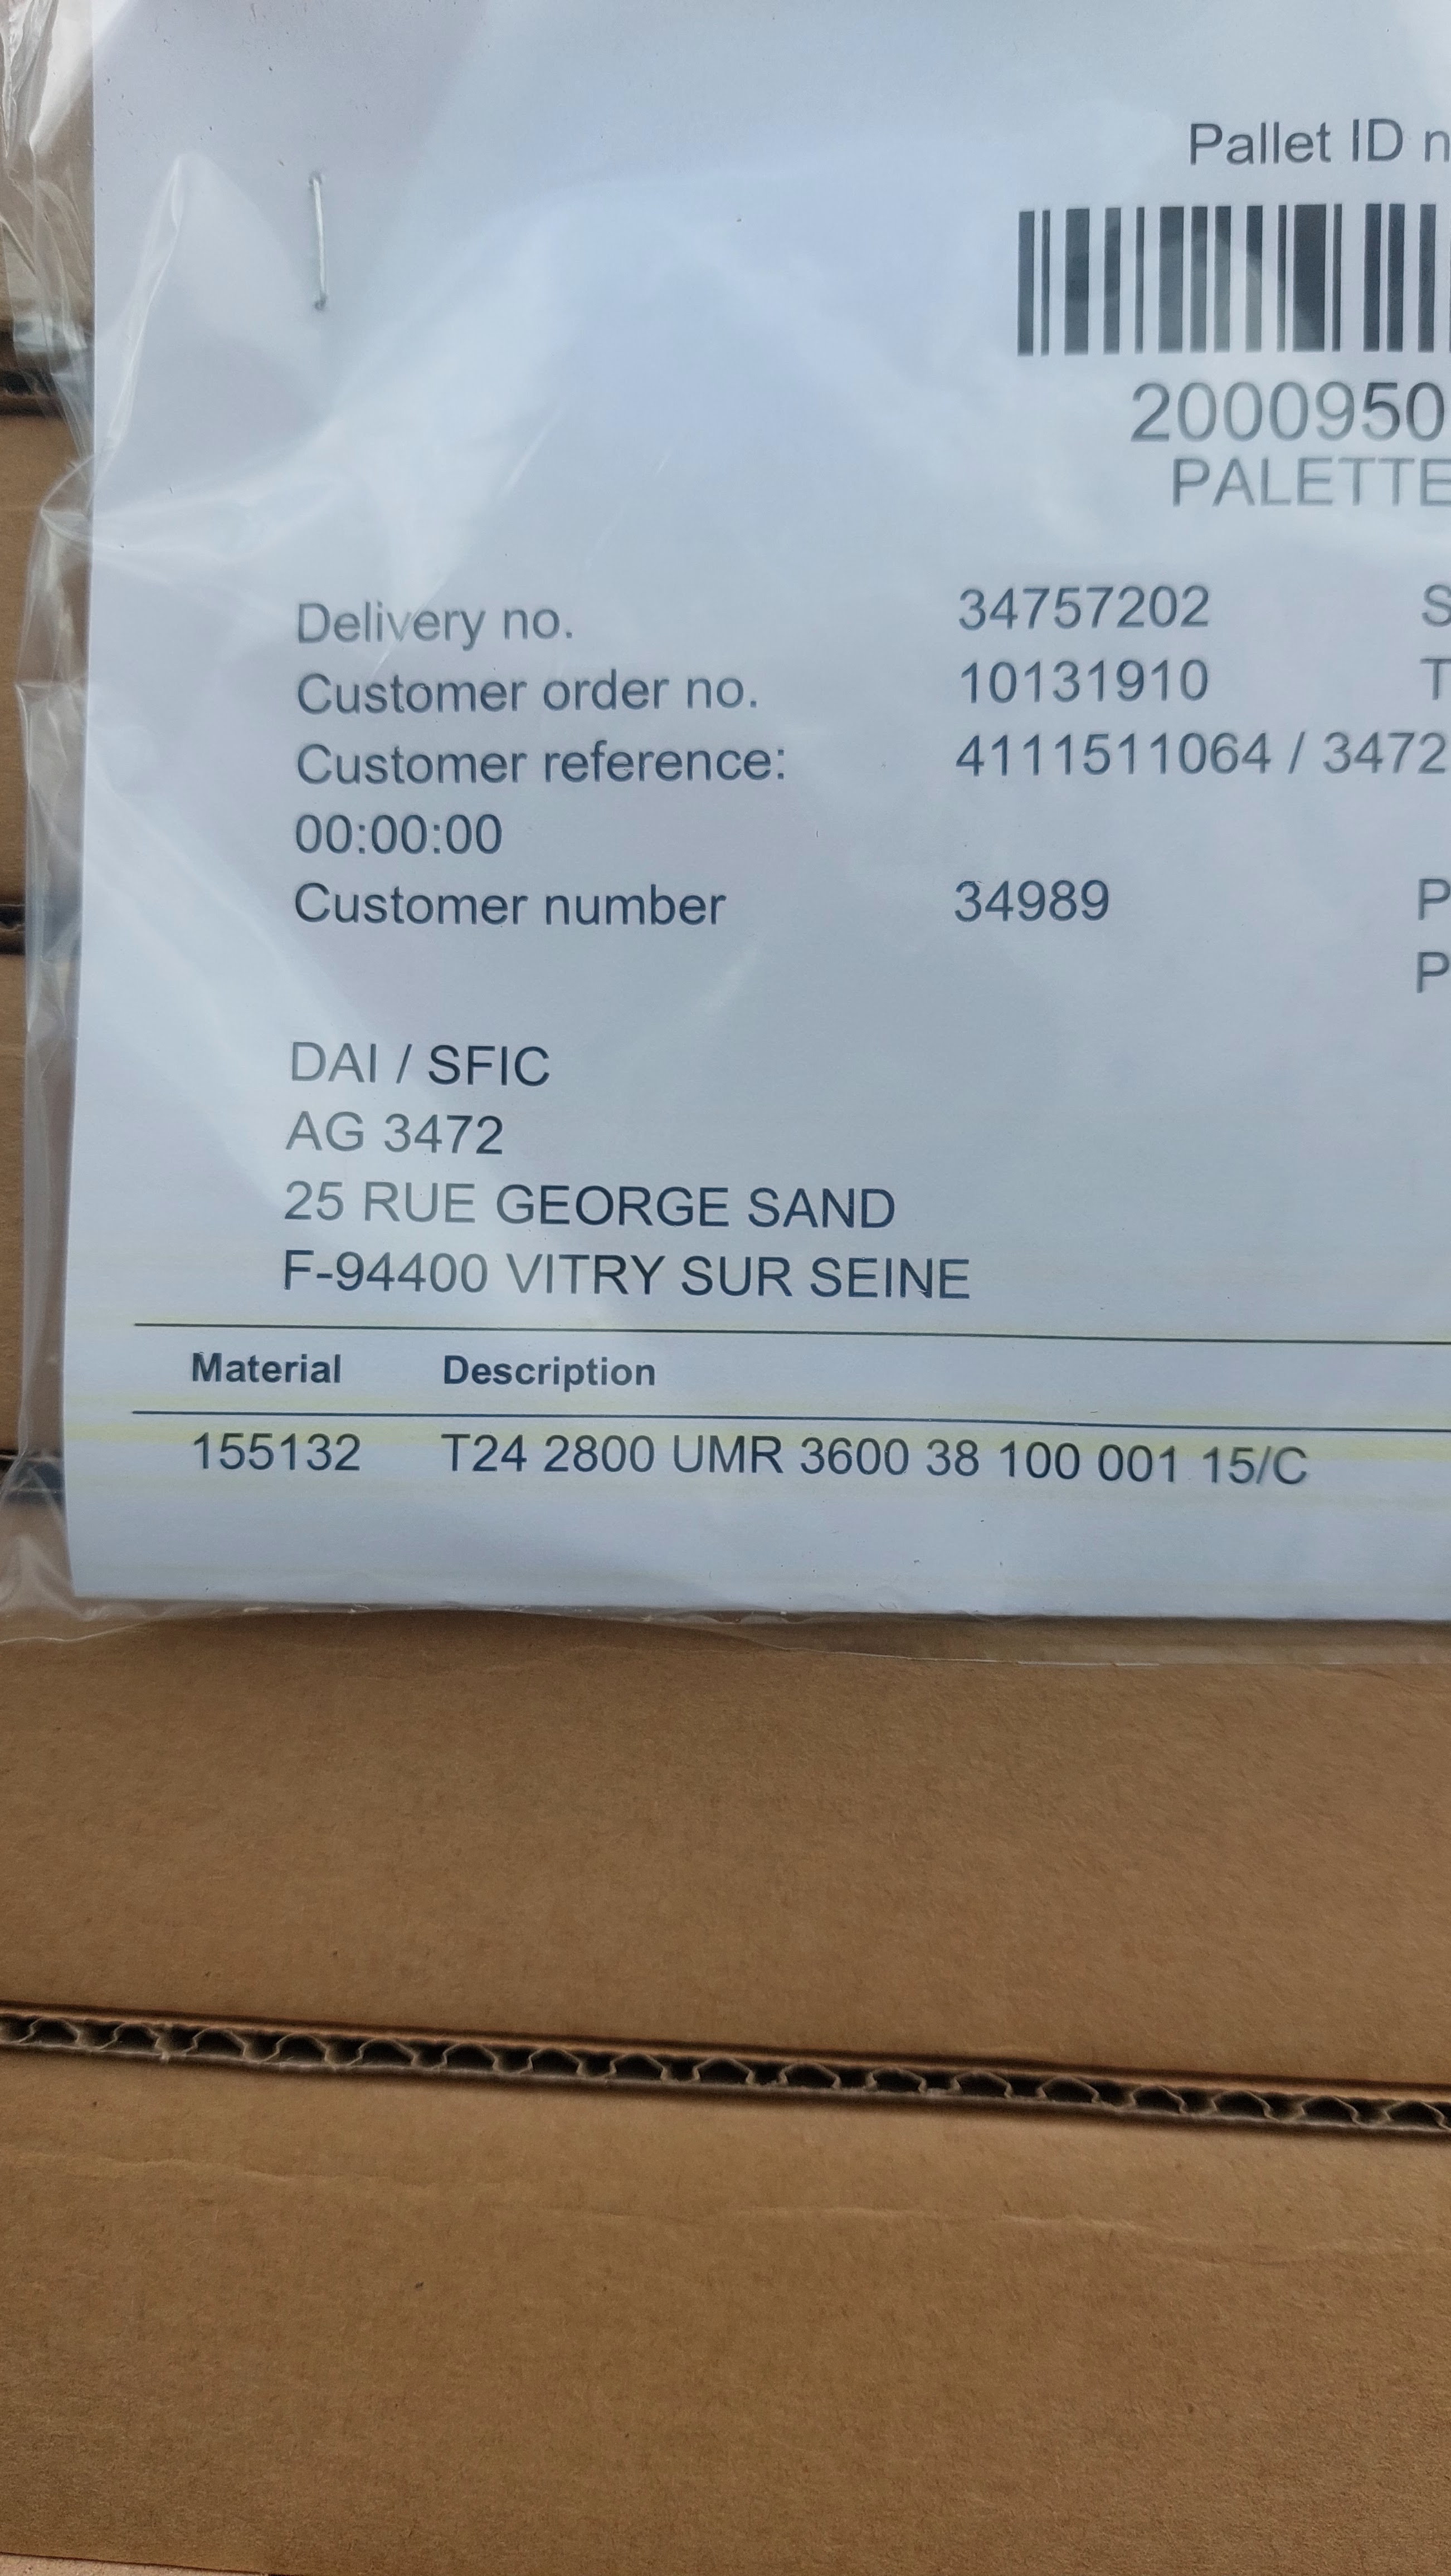 Pallet ID n
2000950
PALETTE
Delivery no. 34757202 S
Customer order no. 10131910 T
Customer reference: 4111511064 / 3472
00:00:00
Customer number 34989 P
P
DAI / SFIC
AG 3472
25 RUE GEORGE SAND
F-94400 VITRY SUR SEINE
Material Description
155132 T24 2800 UMR 3600 38 100 001 15/C